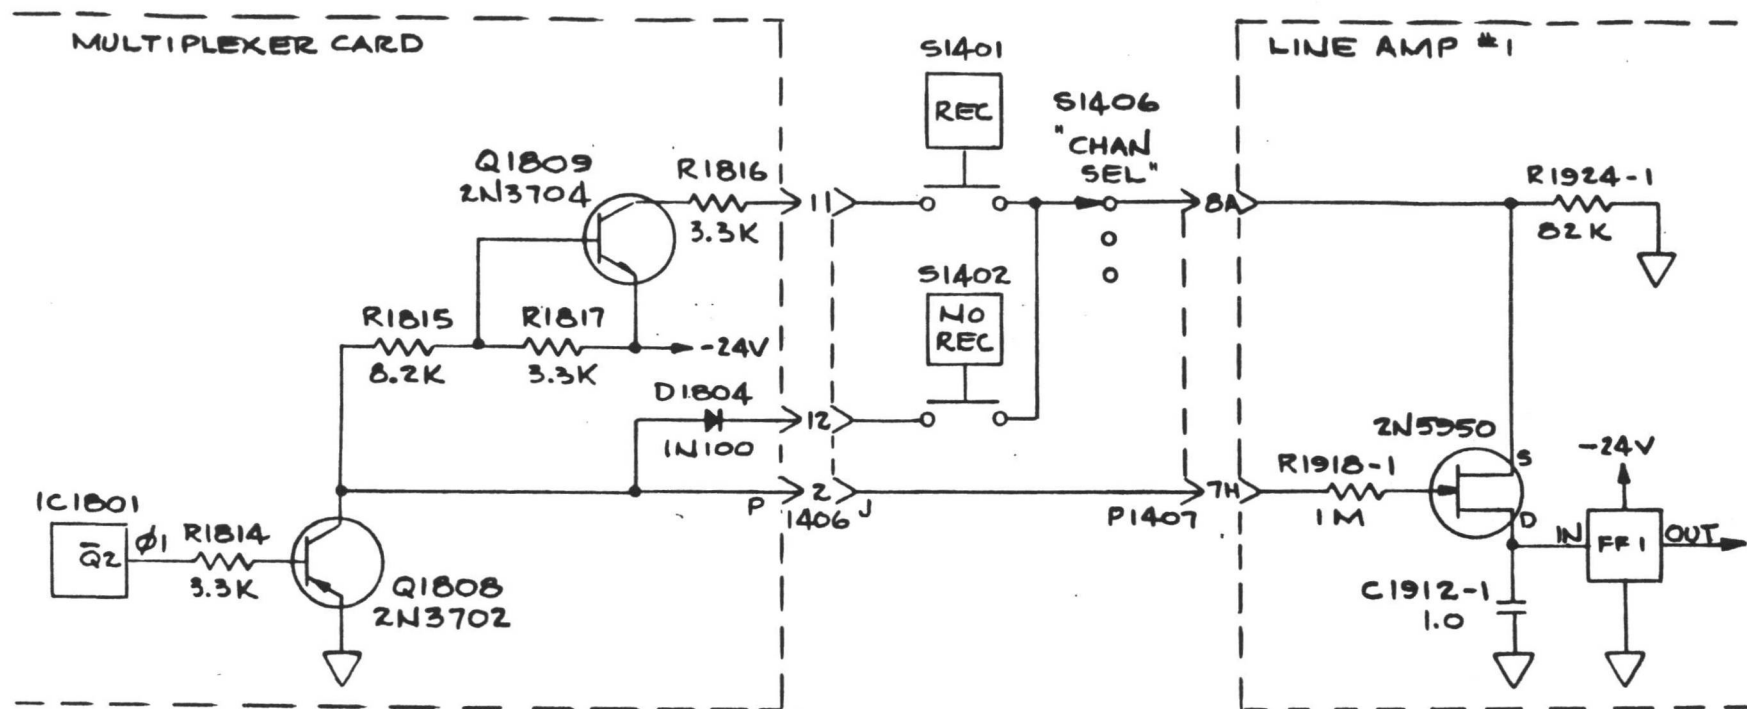 MULTIPLEXER CARD
S1401
REC
S1406
"CHAN
SEL"
LINE AMP #1
Q1809
2N3704
R1816
3.3K
11
8A
R1924-1
82K
S1402
NO
REC
R1815
8.2K
R1817
3.3K
-24V
D1804
1N100
12
2N5950
S
D
-24V
R1918-1
1M
P
2
J
1406
P1407
7H
IC1801
Q̅2
ϕ1
R1814
3.3K
Q1808
2N3702
IN
FF1
OUT
C1912-1
1.0